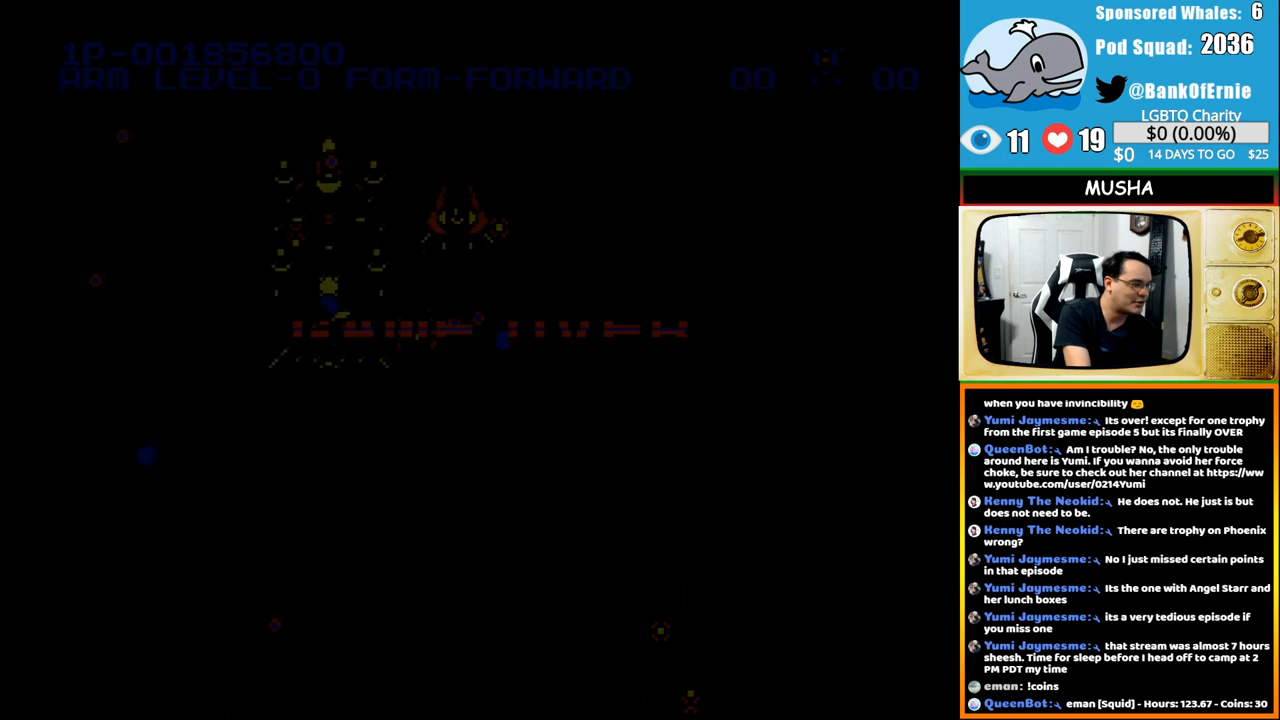 1P-001856800
ARM LEVEL-0 FORM-FORWARD 00 00
Sponsored Whales: 6
Pod Squad: 2036
@BankOfErnie
LGBTQ Charity
$0 (0.00%)
11 19
$0 14 DAYS TO GO $25
MUSHA
when you have invincibility
Yumi Jaymesme: Its over! except for one trophy
from the first game episode 5 but its finally OVER
QueenBot: Am I trouble? No, the only trouble
around here is Yumi. If you wanna avoid her force
choke, be sure to check out her channel at https://ww
w.youtube.com/user/0214Yumi
Kenny The Neokid: He does not. He just is but
does not need to be.
Kenny The Neokid: There are trophy on Phoenix
wrong?
Yumi Jaymesme: No I just missed certain points
in that episode
Yumi Jaymesme: Its the one with Angel Starr and
her lunch boxes
Yumi Jaymesme: its a very tedious episode if
you miss one
Yumi Jaymesme: that stream was almost 7 hours
sheesh. Time for sleep before I head off to camp at 2
PM PDT my time
eman: !coins
QueenBot: eman [Squid] - Hours: 123.67 - Coins: 30